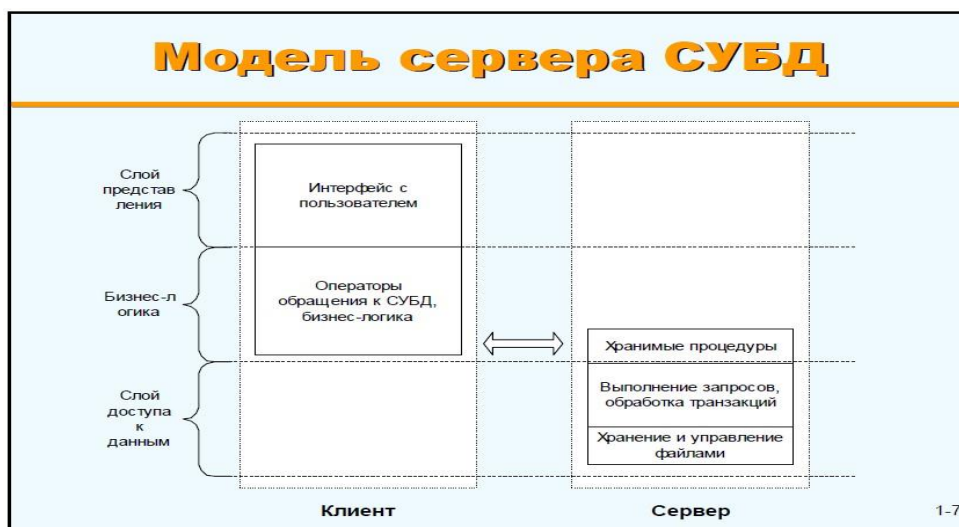 Модель сервера СУБД
Слой
представ
ления
Интерфейс с
пользователем
Бизнес-л
огика
Операторы
обращения к СУБД,
бизнес-логика
Хранимые процедуры
Слой
доступа
к
данным
Выполнение запросов,
обработка транзакций
Хранение и управление
файлами
Клиент
Сервер
1-7